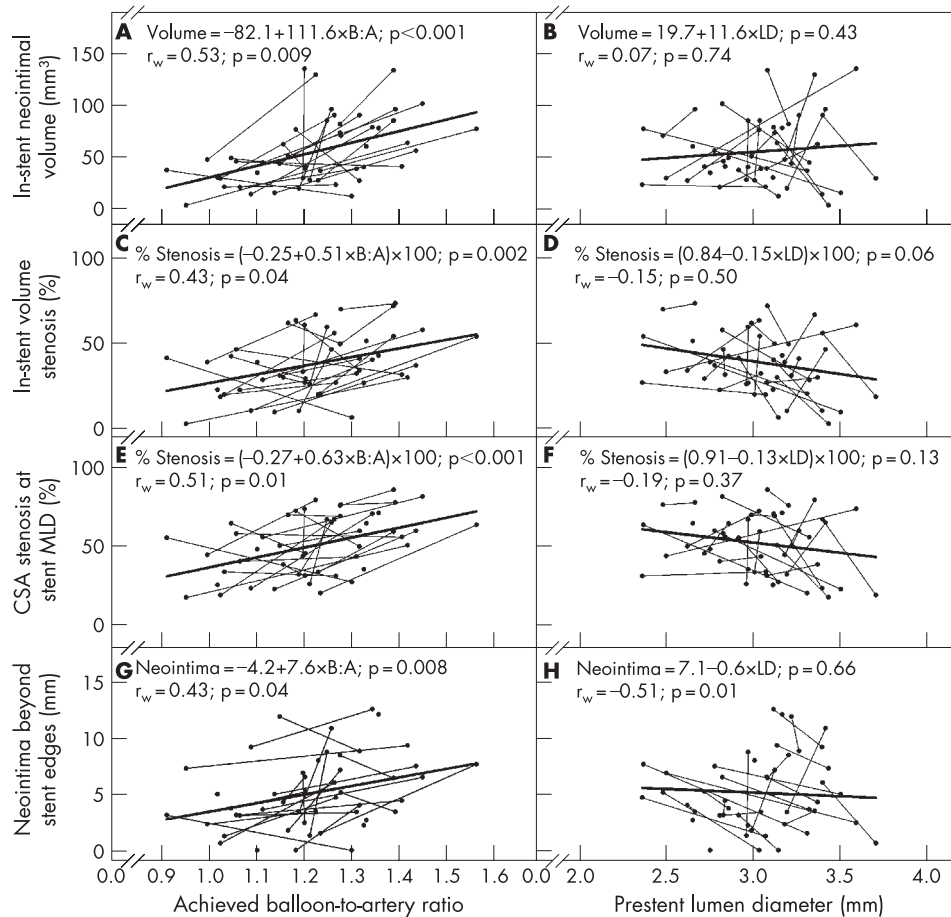 A Volume=−82.1+111.6×B:A; p<0.001
r_w=0.53; p=0.009
B Volume=19.7+11.6×LD; p=0.43
r_w=0.07; p=0.74
In-stent neointimal
volume (mm³)
150
100
50
0
C % Stenosis=(−0.25+0.51×B:A)×100; p=0.002
r_w=0.43; p=0.04
D % Stenosis=(0.84−0.15×LD)×100; p=0.06
r_w=−0.15; p=0.50
In-stent volume
stenosis (%)
100
50
0
E % Stenosis=(−0.27+0.63×B:A)×100; p<0.001
r_w=0.51; p=0.01
F % Stenosis=(0.91−0.13×LD)×100; p=0.13
r_w=−0.19; p=0.37
CSA stenosis at
stent MLD (%)
100
50
0
G Neointima=−4.2+7.6×B:A; p=0.008
r_w=0.43; p=0.04
H Neointima=7.1−0.6×LD; p=0.66
r_w=−0.51; p=0.01
Neointima beyond
stent edges (mm)
15
10
5
0
0.0 0.9 1.0 1.1 1.2 1.3 1.4 1.5 1.6 0.0 2.0 2.5 3.0 3.5 4.0
Achieved balloon-to-artery ratio
Prestent lumen diameter (mm)